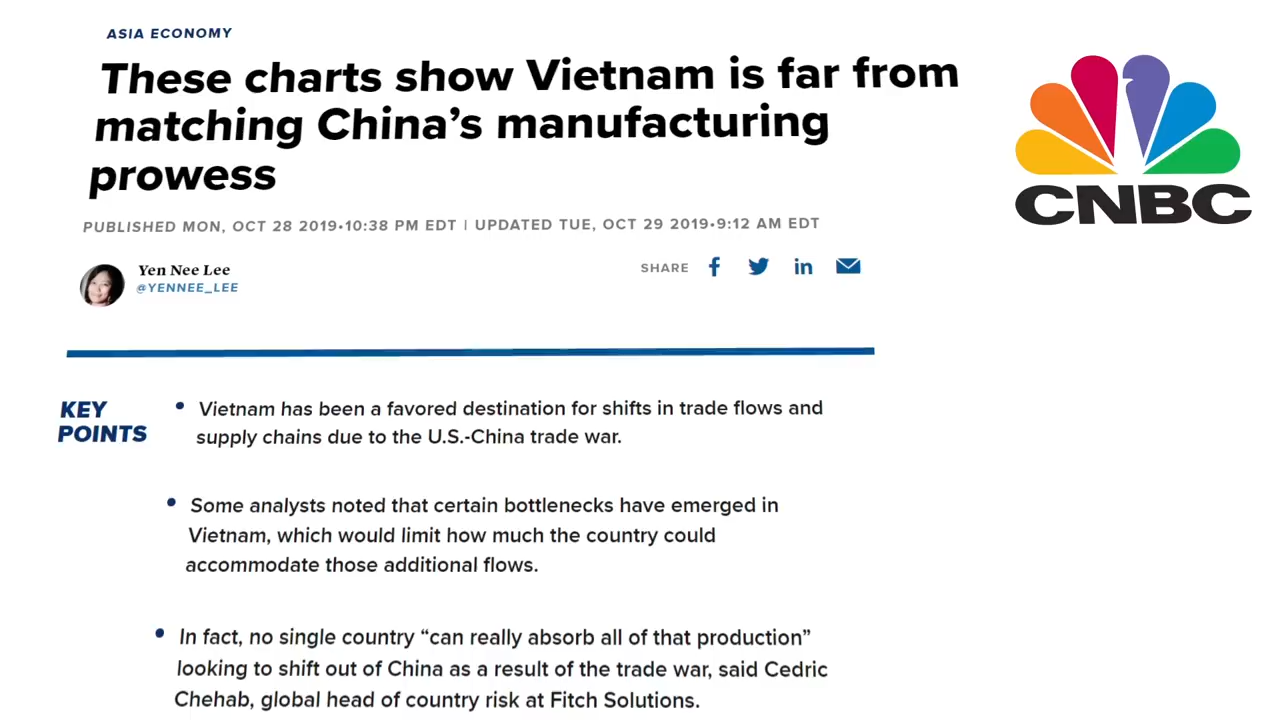 ASIA ECONOMY
These charts show Vietnam is far from
matching China’s manufacturing
prowess
PUBLISHED MON, OCT 28 2019•10:38 PM EDT | UPDATED TUE, OCT 29 2019•9:12 AM EDT
Yen Nee Lee
@YENNEE_LEE
SHARE
CNBC
KEY
POINTS
• Vietnam has been a favored destination for shifts in trade flows and
supply chains due to the U.S.-China trade war.
• Some analysts noted that certain bottlenecks have emerged in
Vietnam, which would limit how much the country could
accommodate those additional flows.
• In fact, no single country “can really absorb all of that production”
looking to shift out of China as a result of the trade war, said Cedric
Chehab, global head of country risk at Fitch Solutions.